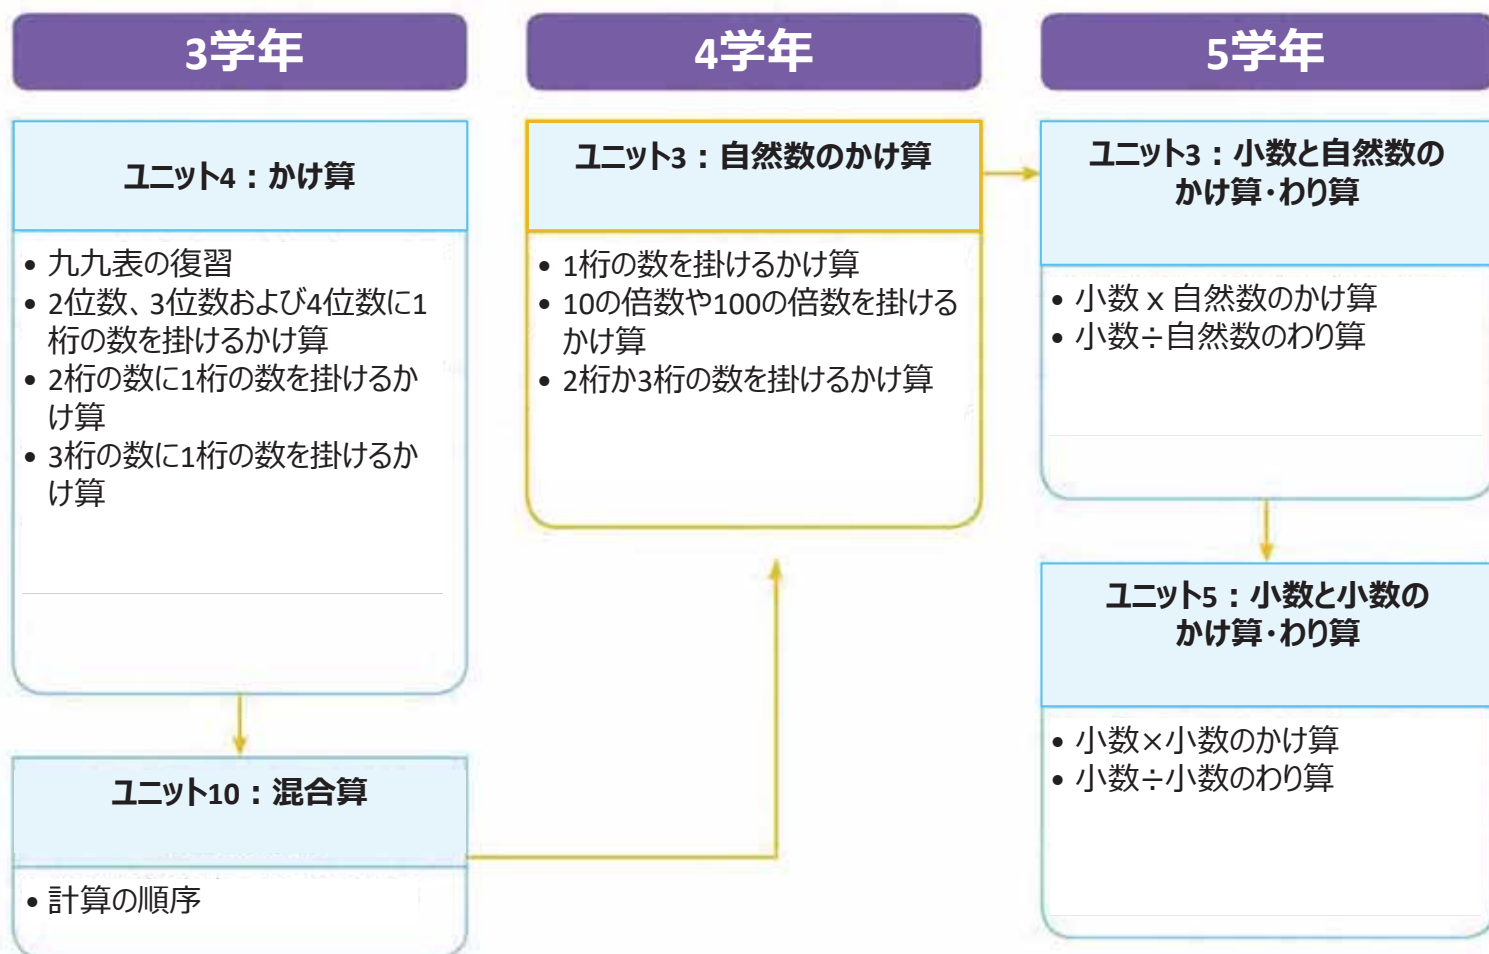 3学年
ユニット4：かけ算
• 九九表の復習
• 2位数、3位数および4位数に1
桁の数を掛けるかけ算
• 2桁の数に1桁の数を掛けるか
け算
• 3桁の数に1桁の数を掛けるか
け算
ユニット10：混合算
• 計算の順序
4学年
ユニット3：自然数のかけ算
• 1桁の数を掛けるかけ算
• 10の倍数や100の倍数を掛ける
かけ算
• 2桁か3桁の数を掛けるかけ算
5学年
ユニット3：小数と自然数の
かけ算・わり算
• 小数 x 自然数のかけ算
• 小数÷自然数のわり算
ユニット5：小数と小数の
かけ算・わり算
• 小数×小数のかけ算
• 小数÷小数のわり算